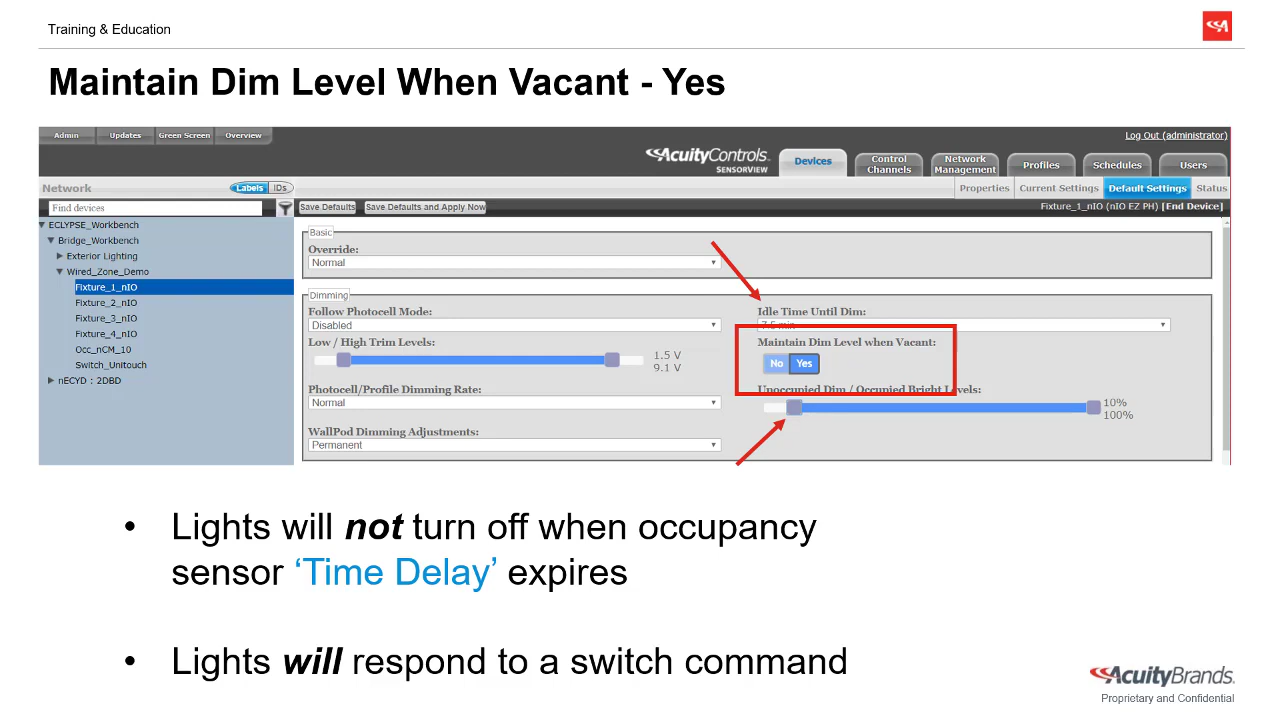 Training & Education
Maintain Dim Level When Vacant - Yes
Admin Updates Green Screen Overview
Log Out (administrator)
AcuityControls.
SENSORVIEW
Devices
Control Channels
Network Management
Profiles
Schedules
Users
Network
Labels IDs
Properties Current Settings Default Settings Status
Find devices
Save Defaults Save Defaults and Apply Now
Fixture_1_nIO (nIO EZ PH) [End Device]
ECLYPSE_Workbench
Bridge_Workbench
Exterior Lighting
Wired_Zone_Demo
Fixture_1_nIO
Fixture_2_nIO
Fixture_3_nIO
Fixture_4_nIO
Occ_nCM_10
Switch_Unitouch
nECYD : 2DBD
Basic
Override:
Normal
Dimming
Follow Photocell Mode:
Disabled
Low / High Trim Levels:
1.5 V
9.1 V
Photocell/Profile Dimming Rate:
Normal
WallPod Dimming Adjustments:
Permanent
Idle Time Until Dim:
7.5 min
Maintain Dim Level when Vacant:
No Yes
Unoccupied Dim / Occupied Bright Levels:
10%
100%
• Lights will not turn off when occupancy
sensor ‘Time Delay’ expires
• Lights will respond to a switch command
AcuityBrands.
Proprietary and Confidential